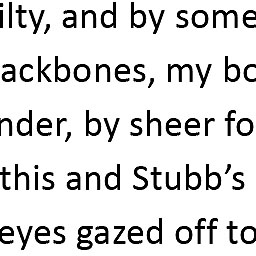 ilty, and by some
ackbones, my bo
nder, by sheer fo
this and Stubb’s
eyes gazed off to